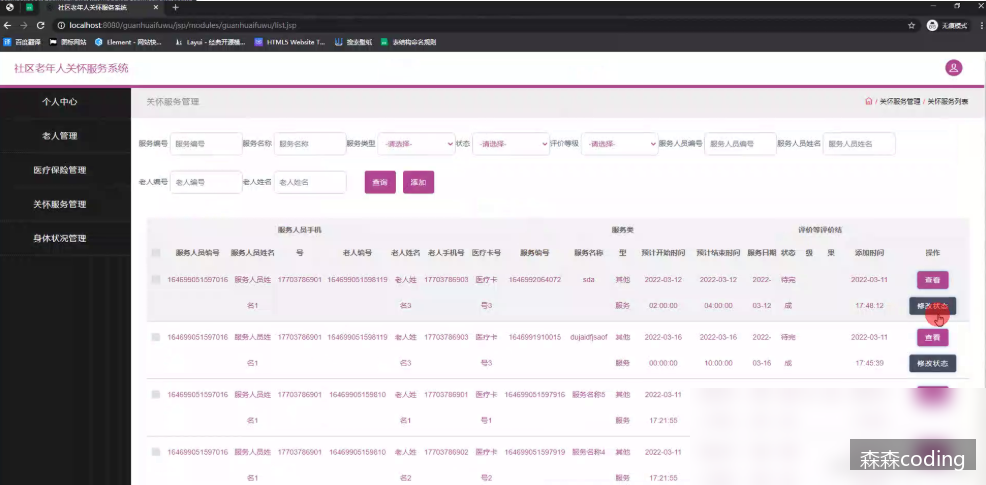 社区老年人关怀服务系统
localhost:8080/guanhuaifuwu/jsp/modules/guanhuaifuwu/list.jsp
无痕模式
百度翻译 图标网站 Element - 网站快... Layui - 经典开源模... HTML5 Website T... 搜金壁纸 表结构命名规则
社区老年人关怀服务系统
个人中心
老人管理
医疗保险管理
关怀服务管理
身体状况管理
关怀服务管理
/ 关怀服务管理 / 关怀服务列表
服务编号 服务编号 服务名称 服务名称 服务类型 -请选择- 状态 -请选择- 评价等级 -请选择- 服务人员编号 服务人员编号 服务人员姓名 服务人员姓名
老人编号 老人编号 老人姓名 老人姓名 查询 添加
服务人员手机 服务类 评价等评价结
服务人员编号 服务人员姓名 号 老人编号 老人姓名 老人手机号 医疗卡号 服务编号 服务名称 型 预计开始时间 预计结束时间 服务日期 状态 级 果 添加时间 操作
1646990515970​16 服务人员姓 17703786901 1646990515981​19 老人姓 17703786903 医疗卡 1646992064072 sda 其他 2022-03-12 2022-03-12 2022- 待完 2022-03-11 查看
名1 名3 号3 服务 02:00:00 04:00:00 03-12 成 17:48:12 修改状态
164699051597016 服务人员姓 17703786901 164699051598119 老人姓 17703786903 医疗卡 1646991910015 dujaidfjsaof 其他 2022-03-16 2022-03-16 2022- 待完 2022-03-11 查看
名1 名3 号3 服务 00:00:00 10:00:00 03-16 成 17:45:39 修改状态
164699051597016 服务人员姓 17703786901 16469905159810 老人姓 17703786901 医疗卡 164699051597916 服务名称5 其他 2022-03-11
名1 名1 号1 服务 17:21:55
164699051597016 服务人员姓 17703786901 老人姓 17703786902 医疗卡 164699051597919 服务名称4 其他 2022-03-11
名1 名2 号2 服务 17:21:55
森森coding